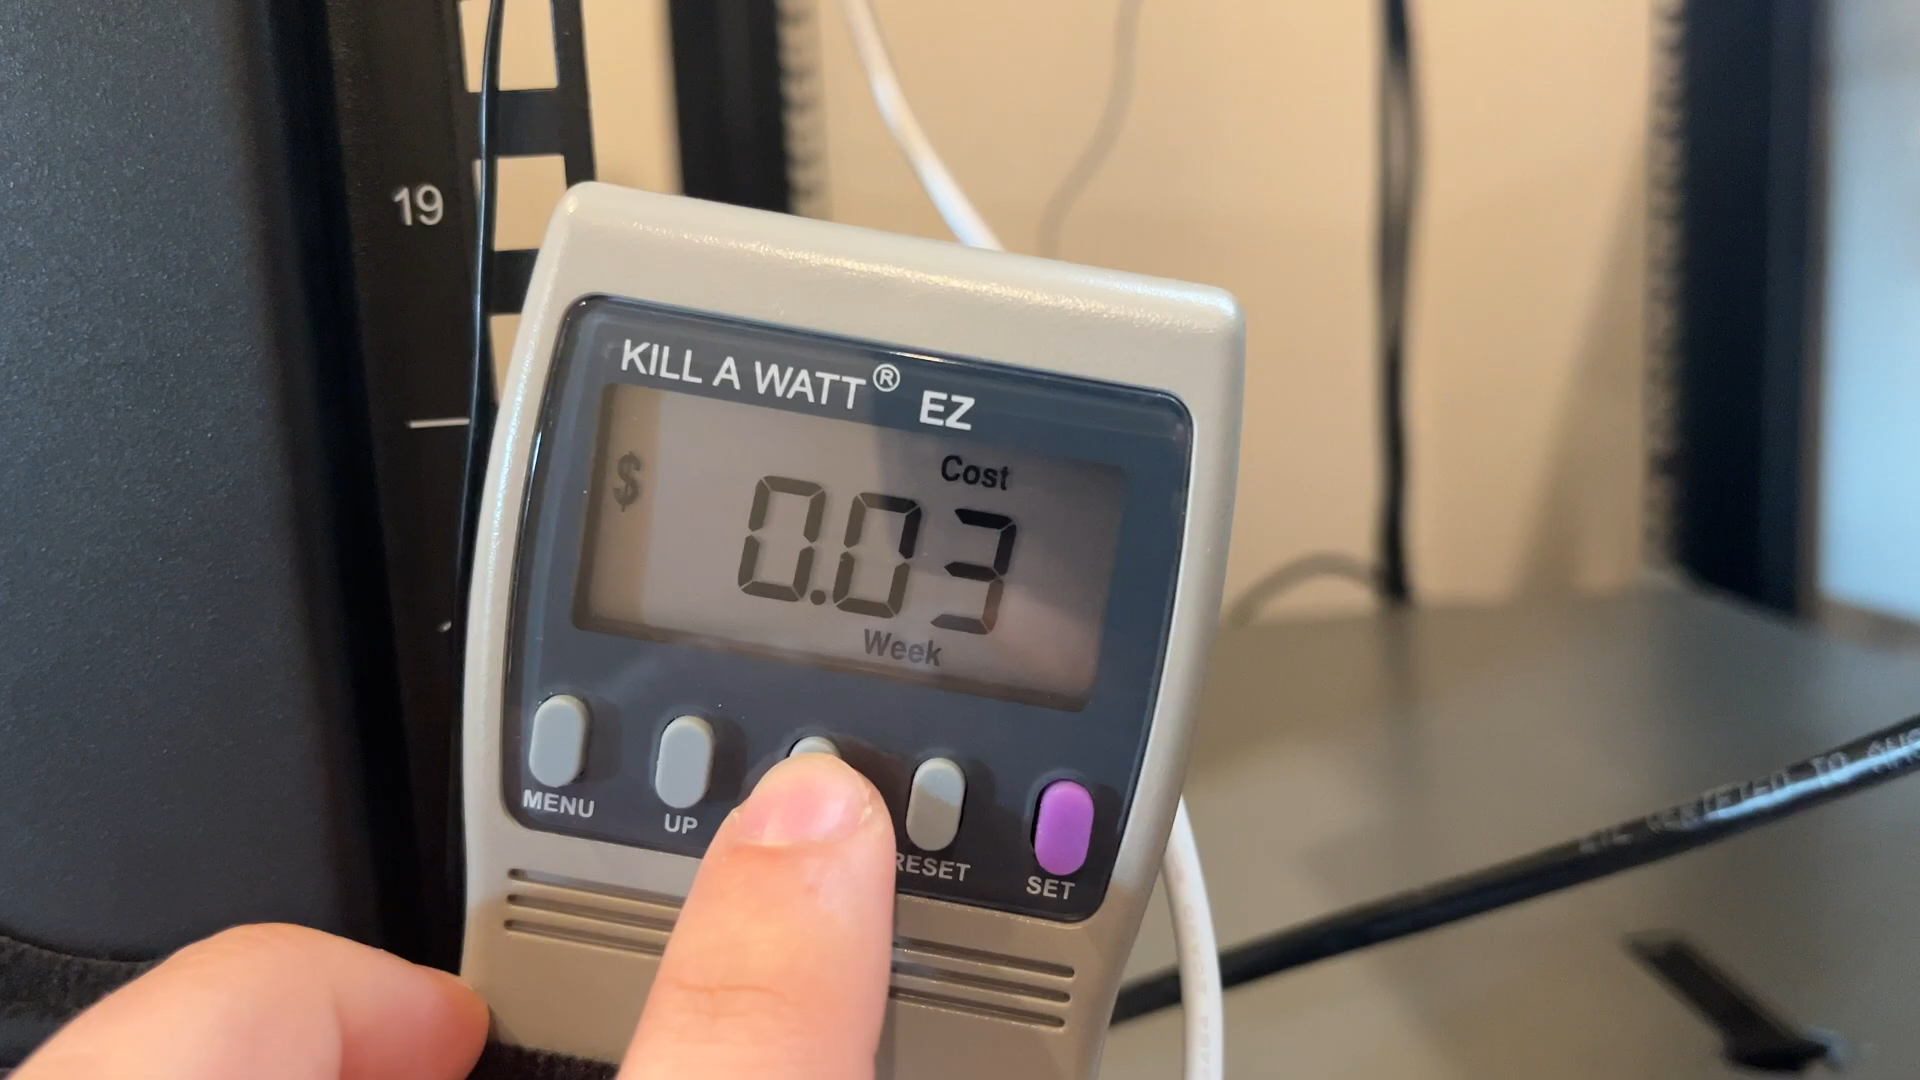 19
KILL A WATT® EZ
Cost
$ 0.03
Week
MENU
UP
RESET
SET